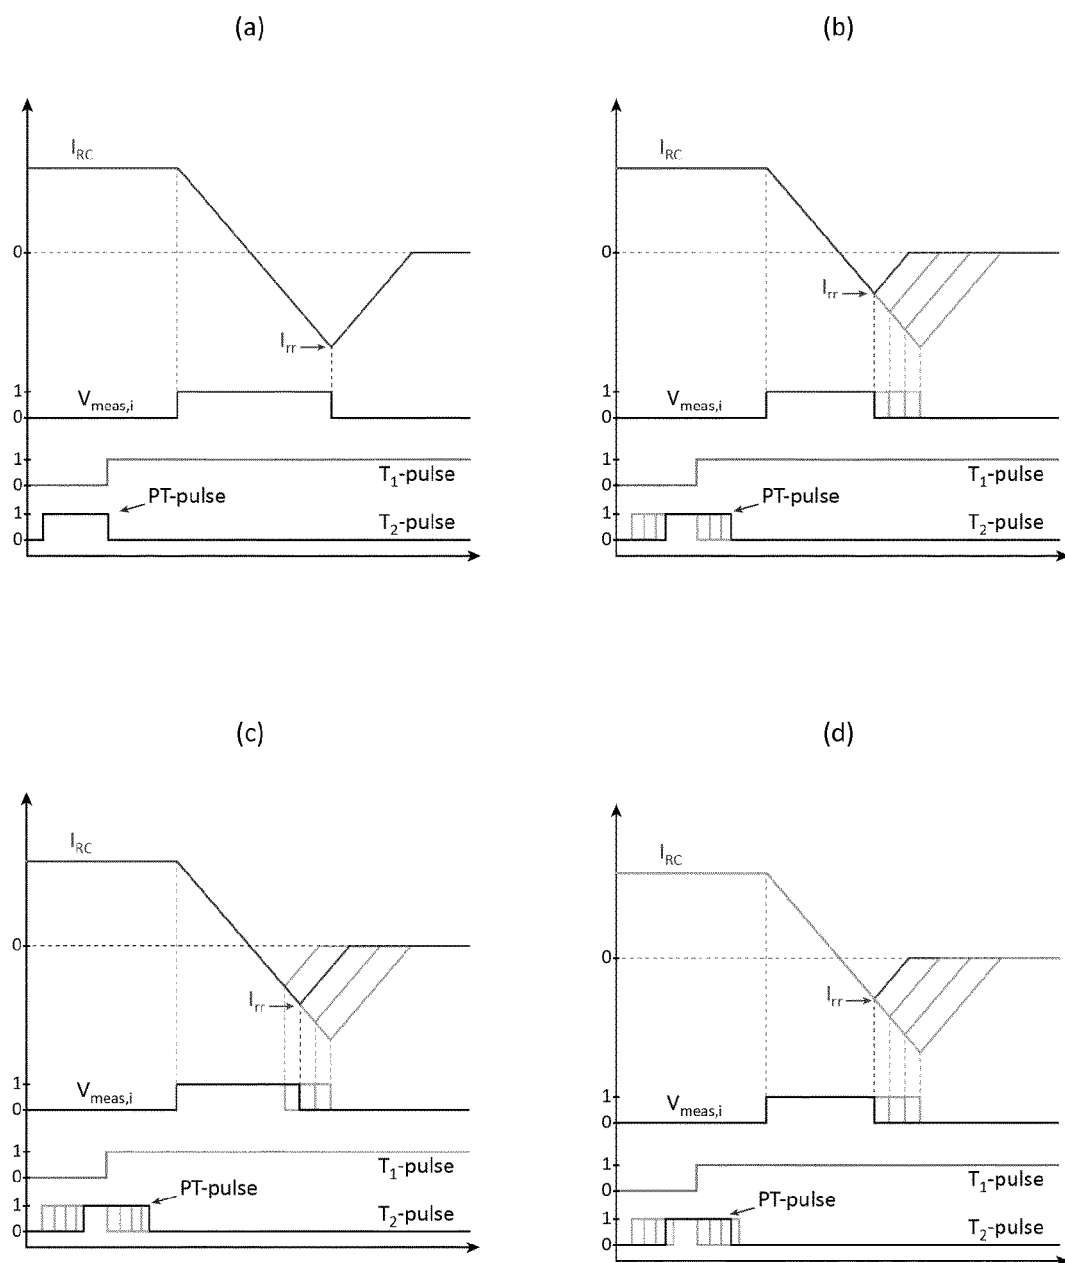 (a)
I_RC
0
I_rr
1
V_meas,i
0
1
T_1-pulse
0
PT-pulse
1
T_2-pulse
0
(b)
I_RC
0
I_rr
1
V_meas,i
0
1
T_1-pulse
0
PT-pulse
1
T_2-pulse
0
(c)
I_RC
0
I_rr
1
V_meas,i
0
1
T_1-pulse
0
PT-pulse
1
T_2-pulse
0
(d)
I_RC
0
I_rr
1
V_meas,i
0
1
T_1-pulse
0
PT-pulse
1
T_2-pulse
0